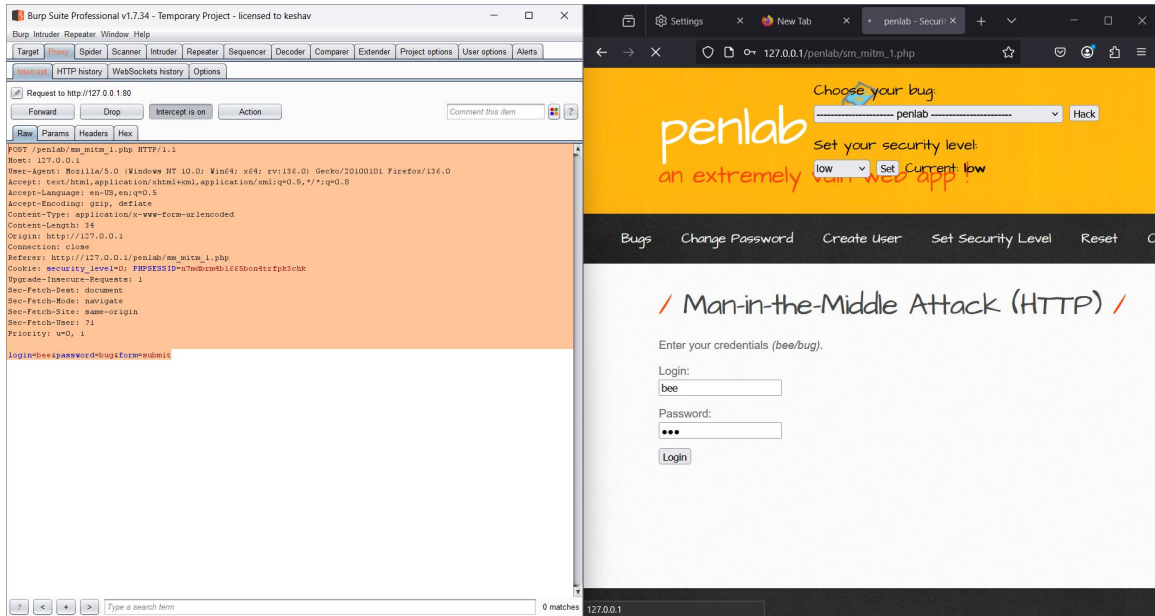 Burp Suite Professional v1.7.34 - Temporary Project - licensed to keshav
Burp Intruder Repeater Window Help
Target Proxy Spider Scanner Intruder Repeater Sequencer Decoder Comparer Extender Project options User options Alerts
Intercept HTTP history WebSockets history Options
Request to http://127.0.0.1:80
Forward Drop Intercept is on Action Comment this item ?
Raw Params Headers Hex
POST /penlab/sm_mitm_1.php HTTP/1.1
Host: 127.0.0.1
User-Agent: Mozilla/5.0 (Windows NT 10.0; Win64; x64; rv:136.0) Gecko/20100101 Firefox/136.0
Accept: text/html,application/xhtml+xml,application/xml;q=0.9,*/*;q=0.8
Accept-Language: en-US,en;q=0.5
Accept-Encoding: gzip, deflate
Content-Type: application/x-www-form-urlencoded
Content-Length: 34
Origin: http://127.0.0.1
Connection: close
Referer: http://127.0.0.1/penlab/sm_mitm_1.php
Cookie: security_level=0; PHPSESSID=n7mdbrm4b1665bon4trfpk3chk
Upgrade-Insecure-Requests: 1
Sec-Fetch-Dest: document
Sec-Fetch-Mode: navigate
Sec-Fetch-Site: same-origin
Sec-Fetch-User: ?1
Priority: u=0, i
login=bee&password=bug&form=submit
? < + > Type a search term 0 matches
Settings New Tab penlab - Securit
127.0.0.1/penlab/sm_mitm_1.php
Choose your bug:
---------------------- penlab ----------------------- Hack
penlab
Set your security level:
low Set Current: low
an extremely vain web app !
Bugs Change Password Create User Set Security Level Reset C
/ Man-in-the-Middle Attack (HTTP) /
Enter your credentials (bee/bug).
Login:
bee
Password:
•••
Login
127.0.0.1